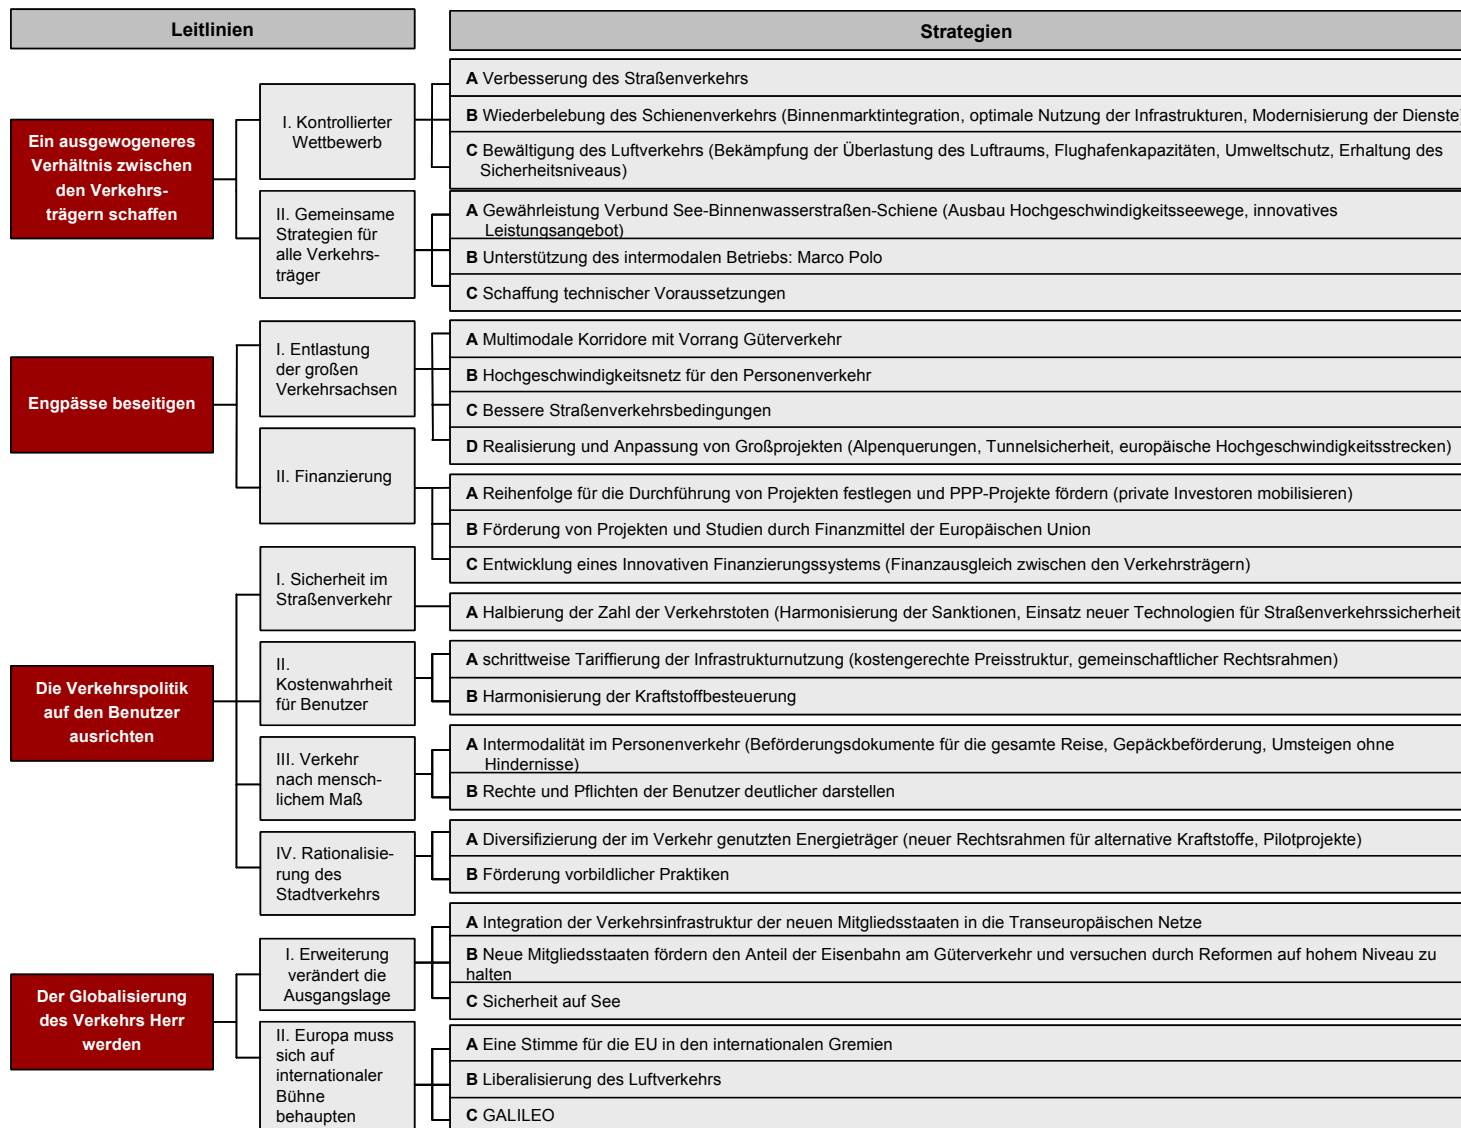 Leitlinien
Strategien
Ein ausgewogeneres
Verhältnis zwischen
den Verkehrs-
trägern schaffen
I. Kontrollierter
Wettbewerb
A Verbesserung des Straßenverkehrs
B Wiederbelebung des Schienenverkehrs (Binnenmarktintegration, optimale Nutzung der Infrastrukturen, Modernisierung der Dienste)
C Bewältigung des Luftverkehrs (Bekämpfung der Überlastung des Luftraums, Flughafenkapazitäten, Umweltschutz, Erhaltung des
Sicherheitsniveaus)
II. Gemeinsame
Strategien für
alle Verkehrs-
träger
A Gewährleistung Verbund See-Binnenwasserstraßen-Schiene (Ausbau Hochgeschwindigkeitsseewege, innovatives
Leistungsangebot)
B Unterstützung des intermodalen Betriebs: Marco Polo
C Schaffung technischer Voraussetzungen
Engpässe beseitigen
I. Entlastung
der großen
Verkehrsachsen
A Multimodale Korridore mit Vorrang Güterverkehr
B Hochgeschwindigkeitsnetz für den Personenverkehr
C Bessere Straßenverkehrsbedingungen
D Realisierung und Anpassung von Großprojekten (Alpenquerungen, Tunnelsicherheit, europäische Hochgeschwindigkeitsstrecken)
II. Finanzierung
A Reihenfolge für die Durchführung von Projekten festlegen und PPP-Projekte fördern (private Investoren mobilisieren)
B Förderung von Projekten und Studien durch Finanzmittel der Europäischen Union
C Entwicklung eines Innovativen Finanzierungssystems (Finanzausgleich zwischen den Verkehrsträgern)
Die Verkehrspolitik
auf den Benutzer
ausrichten
I. Sicherheit im
Straßenverkehr
A Halbierung der Zahl der Verkehrstoten (Harmonisierung der Sanktionen, Einsatz neuer Technologien für Straßenverkehrssicherheit
II.
Kostenwahrheit
für Benutzer
A schrittweise Tariffierung der Infrastrukturnutzung (kostengerechte Preisstruktur, gemeinschaftlicher Rechtsrahmen)
B Harmonisierung der Kraftstoffbesteuerung
III. Verkehr
nach mensch-
lichem Maß
A Intermodalität im Personenverkehr (Beförderungsdokumente für die gesamte Reise, Gepäckbeförderung, Umsteigen ohne
Hindernisse)
B Rechte und Pflichten der Benutzer deutlicher darstellen
IV. Rationalisie-
rung des
Stadtverkehrs
A Diversifizierung der im Verkehr genutzten Energieträger (neuer Rechtsrahmen für alternative Kraftstoffe, Pilotprojekte)
B Förderung vorbildlicher Praktiken
Der Globalisierung
des Verkehrs Herr
werden
I. Erweiterung
verändert die
Ausgangslage
A Integration der Verkehrsinfrastruktur der neuen Mitgliedsstaaten in die Transeuropäischen Netze
B Neue Mitgliedsstaaten fördern den Anteil der Eisenbahn am Güterverkehr und versuchen durch Reformen auf hohem Niveau zu
halten
C Sicherheit auf See
II. Europa muss
sich auf
internationaler
Bühne
behaupten
A Eine Stimme für die EU in den internationalen Gremien
B Liberalisierung des Luftverkehrs
C GALILEO